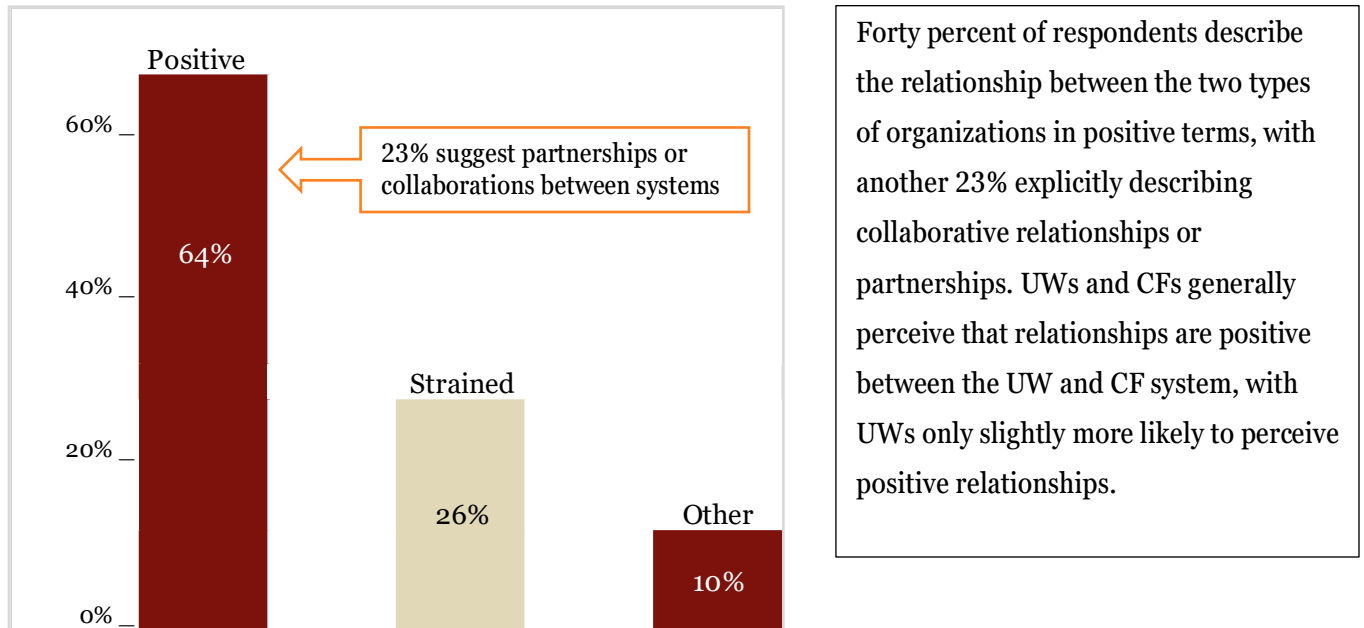 Positive
60%
23% suggest partnerships or
collaborations between systems
64%
40%
Strained
20%
26%
Other
10%
0%
Forty percent of respondents describe
the relationship between the two types
of organizations in positive terms, with
another 23% explicitly describing
collaborative relationships or
partnerships. UWs and CFs generally
perceive that relationships are positive
between the UW and CF system, with
UWs only slightly more likely to perceive
positive relationships.